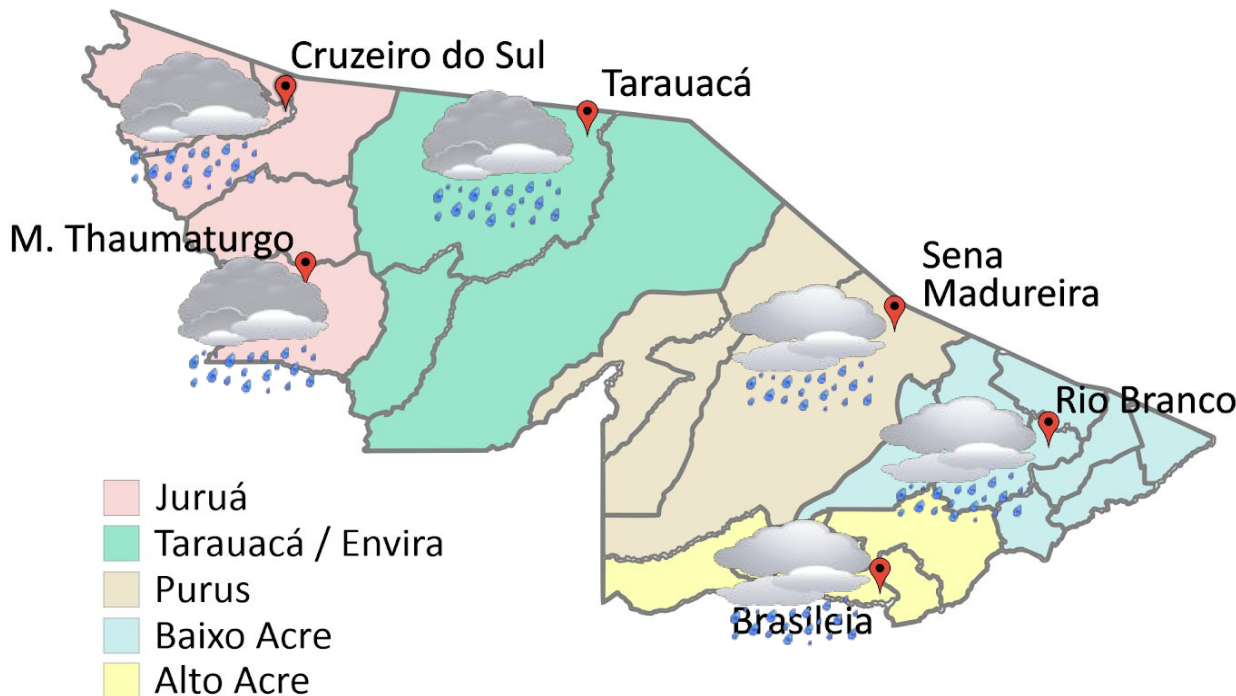 Cruzeiro do Sul
Tarauacá
M. Thaumaturgo
Sena
Madureira
Rio Branco
Brasileia
Juruá
Tarauacá / Envira
Purus
Baixo Acre
Alto Acre